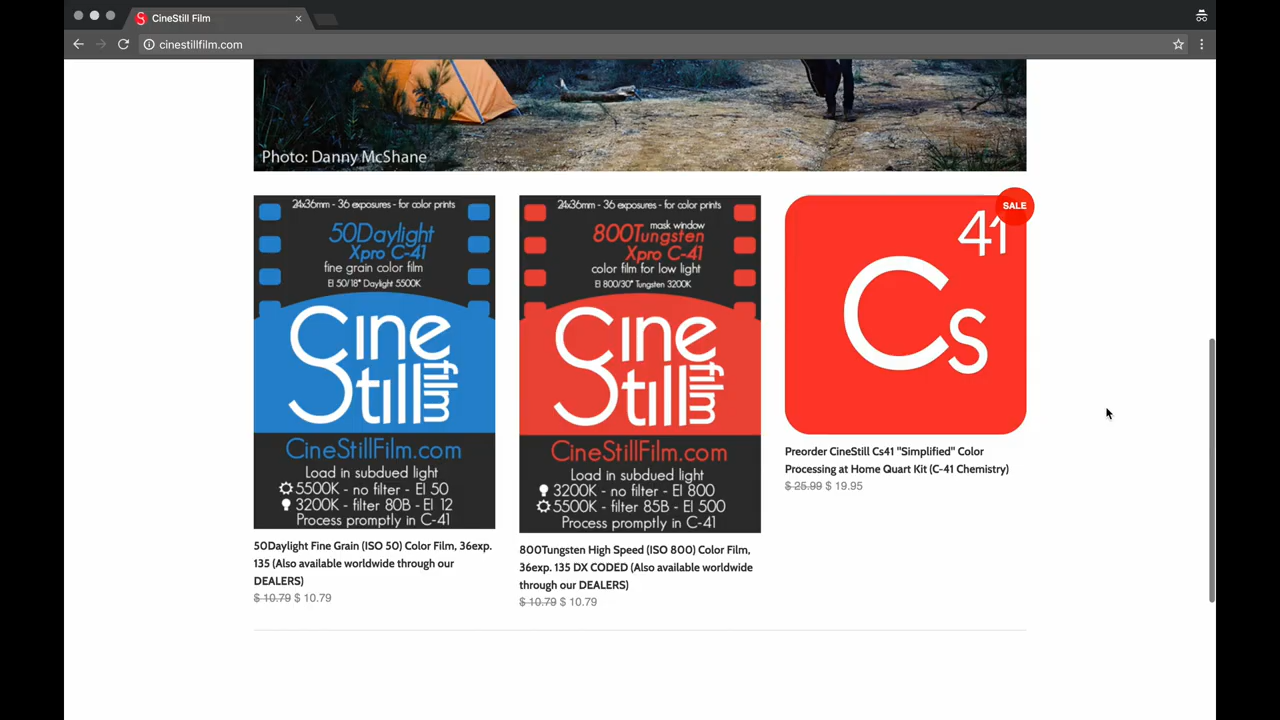 CineStill Film
cinestillfilm.com
Photo: Danny McShane
24x36mm - 36 exposures - for color prints
50Daylight
Xpro C-41
fine grain color film
EI 50/18° Daylight 5500K
Cine
Still film
CineStillFilm.com
Load in subdued light
5500K - no filter - EI 50
3200K - filter 80B - EI 12
Process promptly in C-41
50Daylight Fine Grain (ISO 50) Color Film, 36exp.
135 (Also available worldwide through our
DEALERS)
$ 10.79 $ 10.79
24x36mm - 36 exposures - for color prints
mask window
800Tungsten
Xpro C-41
color film for low light
EI 800/30° Tungsten 3200K
Cine
Still film
CineStillFilm.com
Load in subdued light
3200K - no filter - EI 800
5500K - filter 85B - EI 500
Process promptly in C-41
800Tungsten High Speed (ISO 800) Color Film,
36exp. 135 DX CODED (Also available worldwide
through our DEALERS)
$ 10.79 $ 10.79
SALE
41
Cs
Preorder CineStill Cs41 "Simplified" Color
Processing at Home Quart Kit (C-41 Chemistry)
$ 25.99 $ 19.95